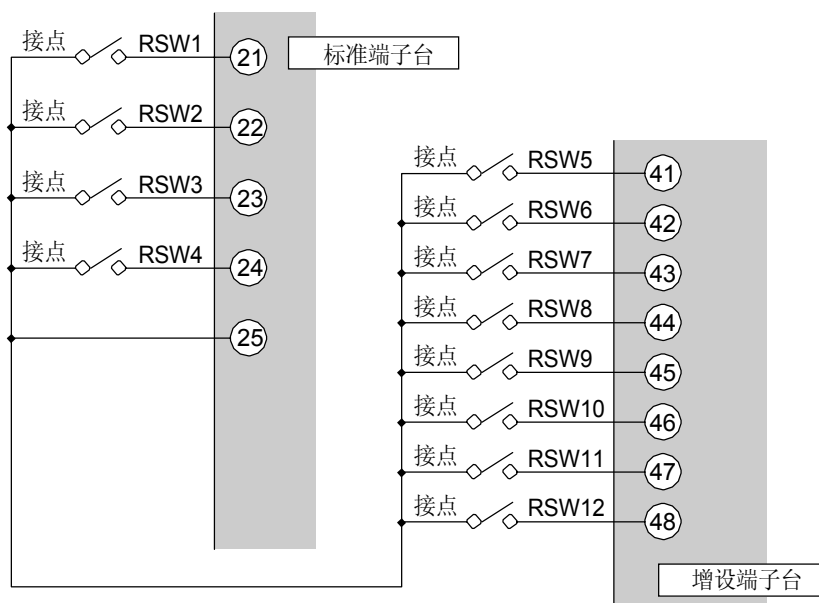 接点 RSW1 21 标准端子台
接点 RSW2 22
接点 RSW3 23
接点 RSW4 24
25
接点 RSW5 41
接点 RSW6 42
接点 RSW7 43
接点 RSW8 44
接点 RSW9 45
接点 RSW10 46
接点 RSW11 47
接点 RSW12 48
增设端子台